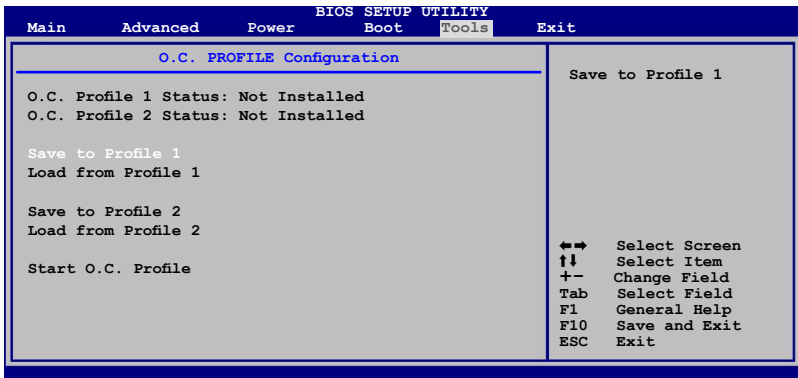 BIOS SETUP UTILITY
Main Advanced Power Boot Tools Exit
O.C. PROFILE Configuration
O.C. Profile 1 Status: Not Installed
O.C. Profile 2 Status: Not Installed
Save to Profile 1
Load from Profile 1
Save to Profile 2
Load from Profile 2
Start O.C. Profile
Save to Profile 1
←→ Select Screen
↑↓ Select Item
+- Change Field
Tab Select Field
F1 General Help
F10 Save and Exit
ESC Exit